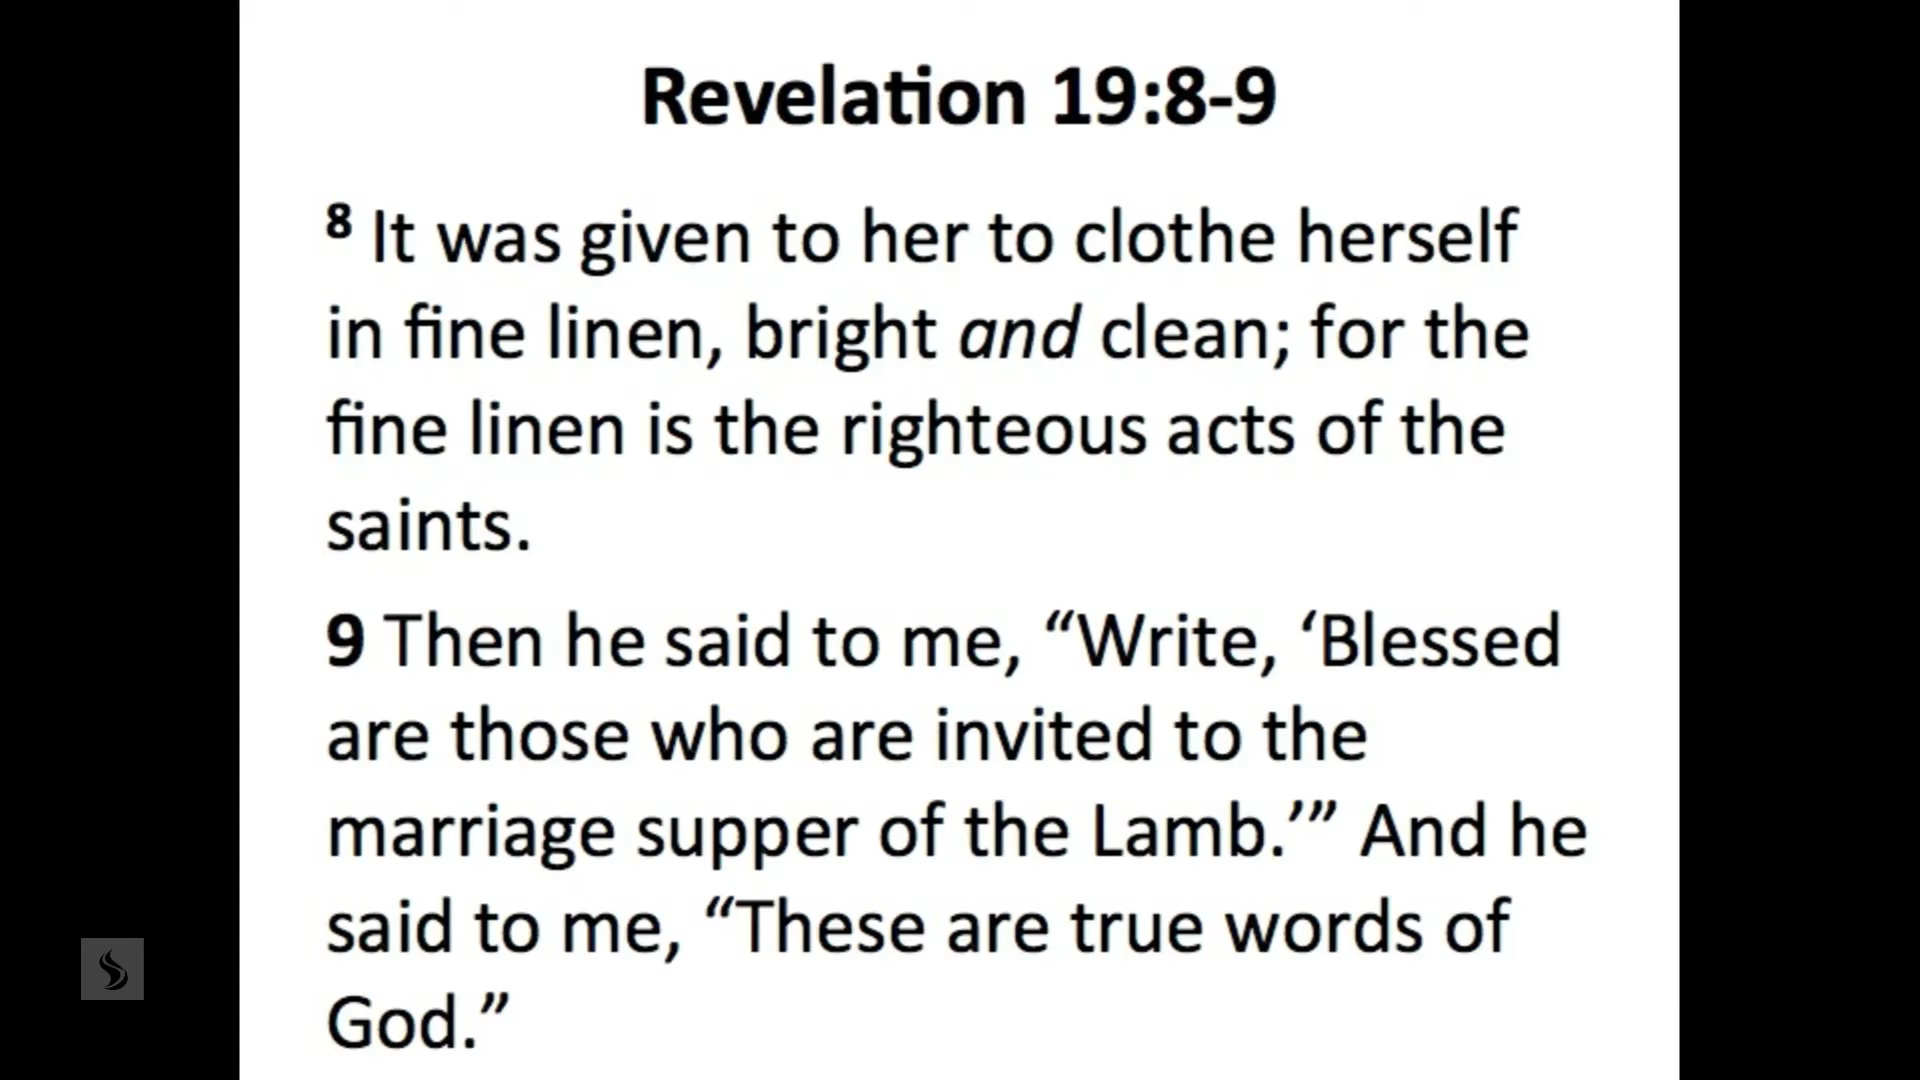 Revelation 19:8-9
8 It was given to her to clothe herself
in fine linen, bright and clean; for the
fine linen is the righteous acts of the
saints.
9 Then he said to me, “Write, ‘Blessed
are those who are invited to the
marriage supper of the Lamb.’” And he
said to me, “These are true words of
God.”